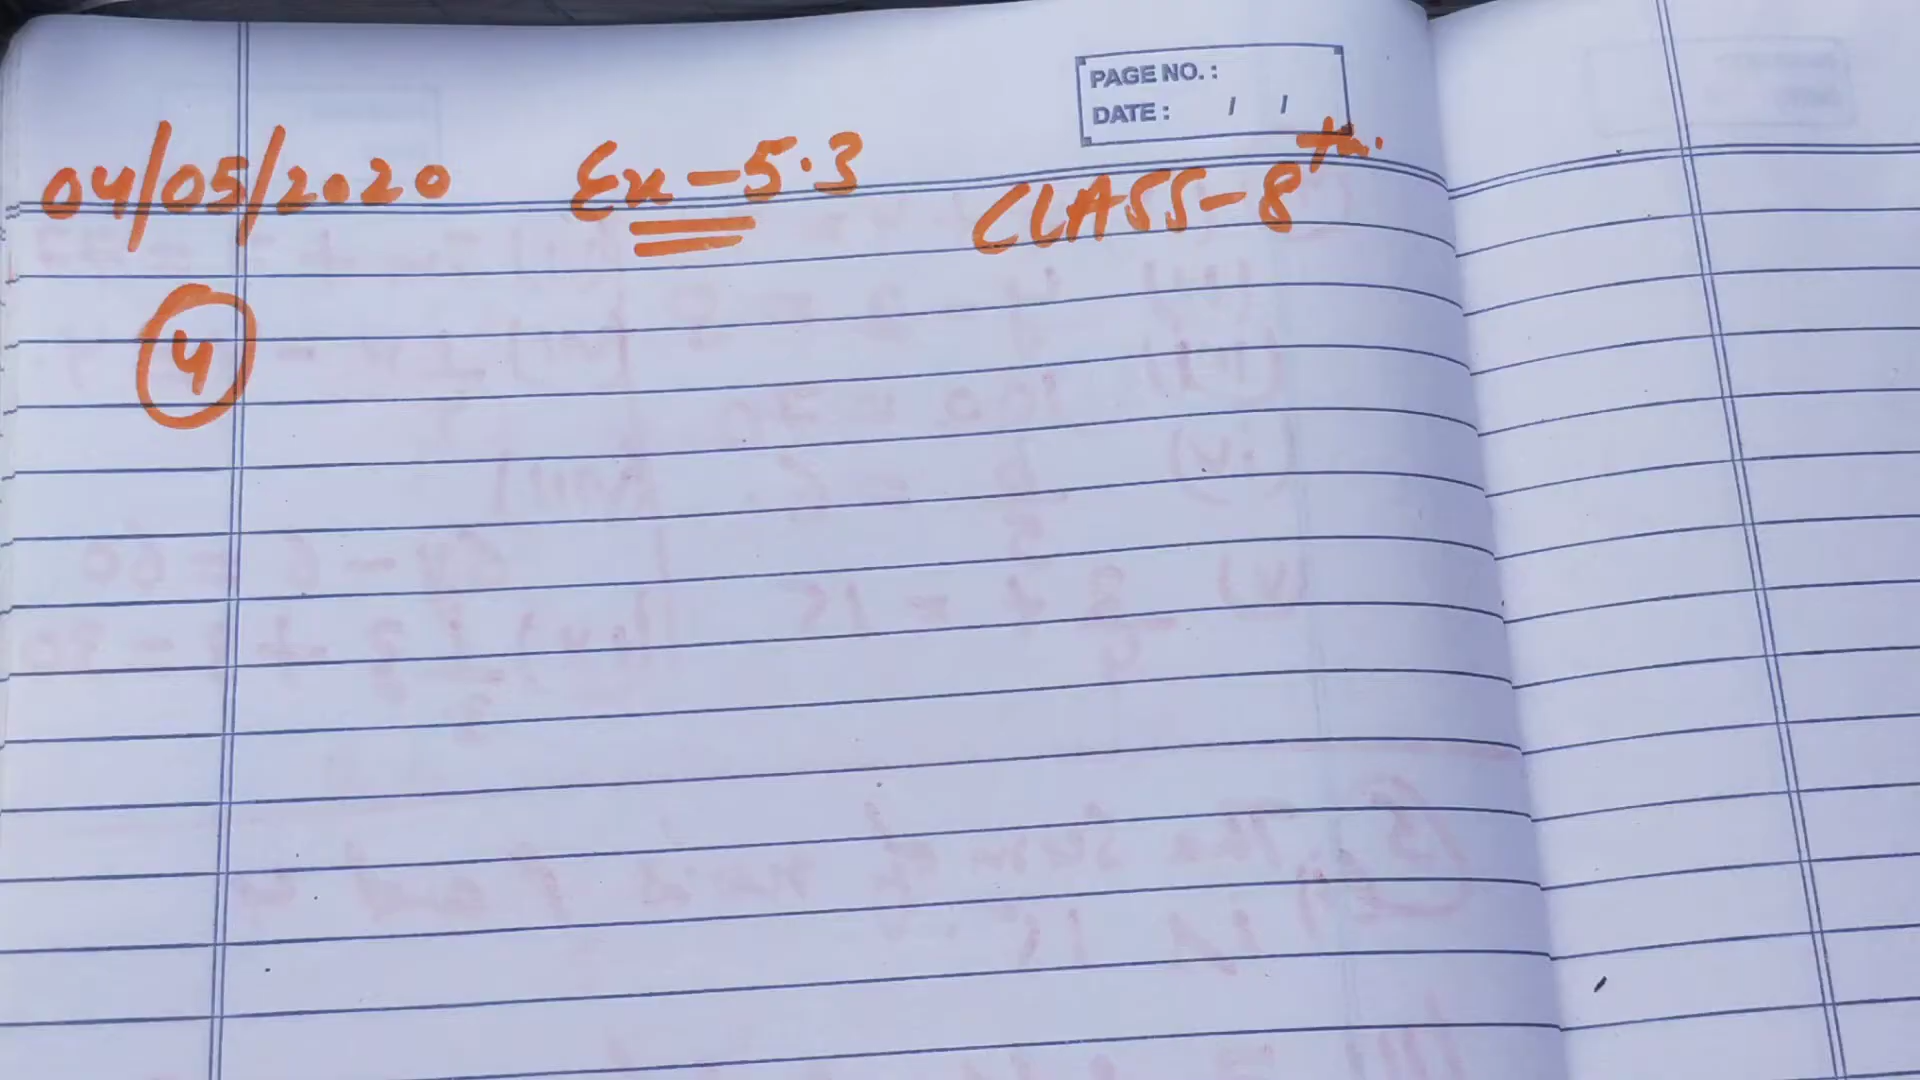 PAGE NO. :
DATE : / /
04/05/2020 Ex-5.3 CLASS-8th.
4